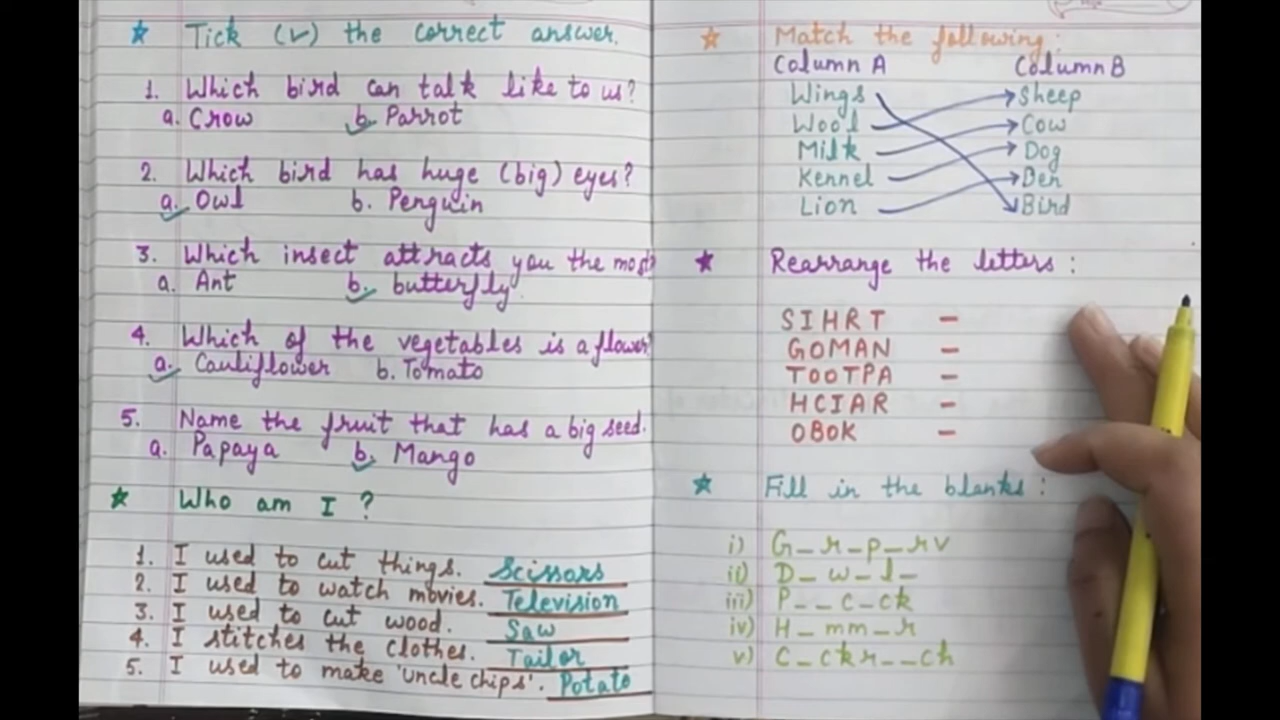 ☆ Tick (✓) the correct answer.
1. Which bird can talk like to us?
a. Crow b. Parrot
2. Which bird has huge (big) eyes?
a. Owl b. Penguin
3. Which insect attracts you the most?
a. Ant b. butterfly
4. Which of the vegetables is a flower?
a. Cauliflower b. Tomato
5. Name the fruit that has a big seed.
a. Papaya b. Mango
☆ Who am I ?
1. I used to cut things. Scissors
2. I used to watch movies. Television
3. I used to cut wood. Saw
4. I stitches the clothes. Tailor
5. I used to make 'uncle chips'. Potato
☆ Match the following:
Column A Column B
Wings Sheep
Wool Cow
Milk Dog
Kennel Den
Lion Bird
★ Rearrange the letters:
SIHRT -
GOMAN -
TOOTPA -
HCIAR -
OBOK -
☆ Fill in the blanks:
i) G_r_p_rv
ii) D_w_l_
iii) P__c_ck
iv) H_mm_r
v) C_ckr__ch